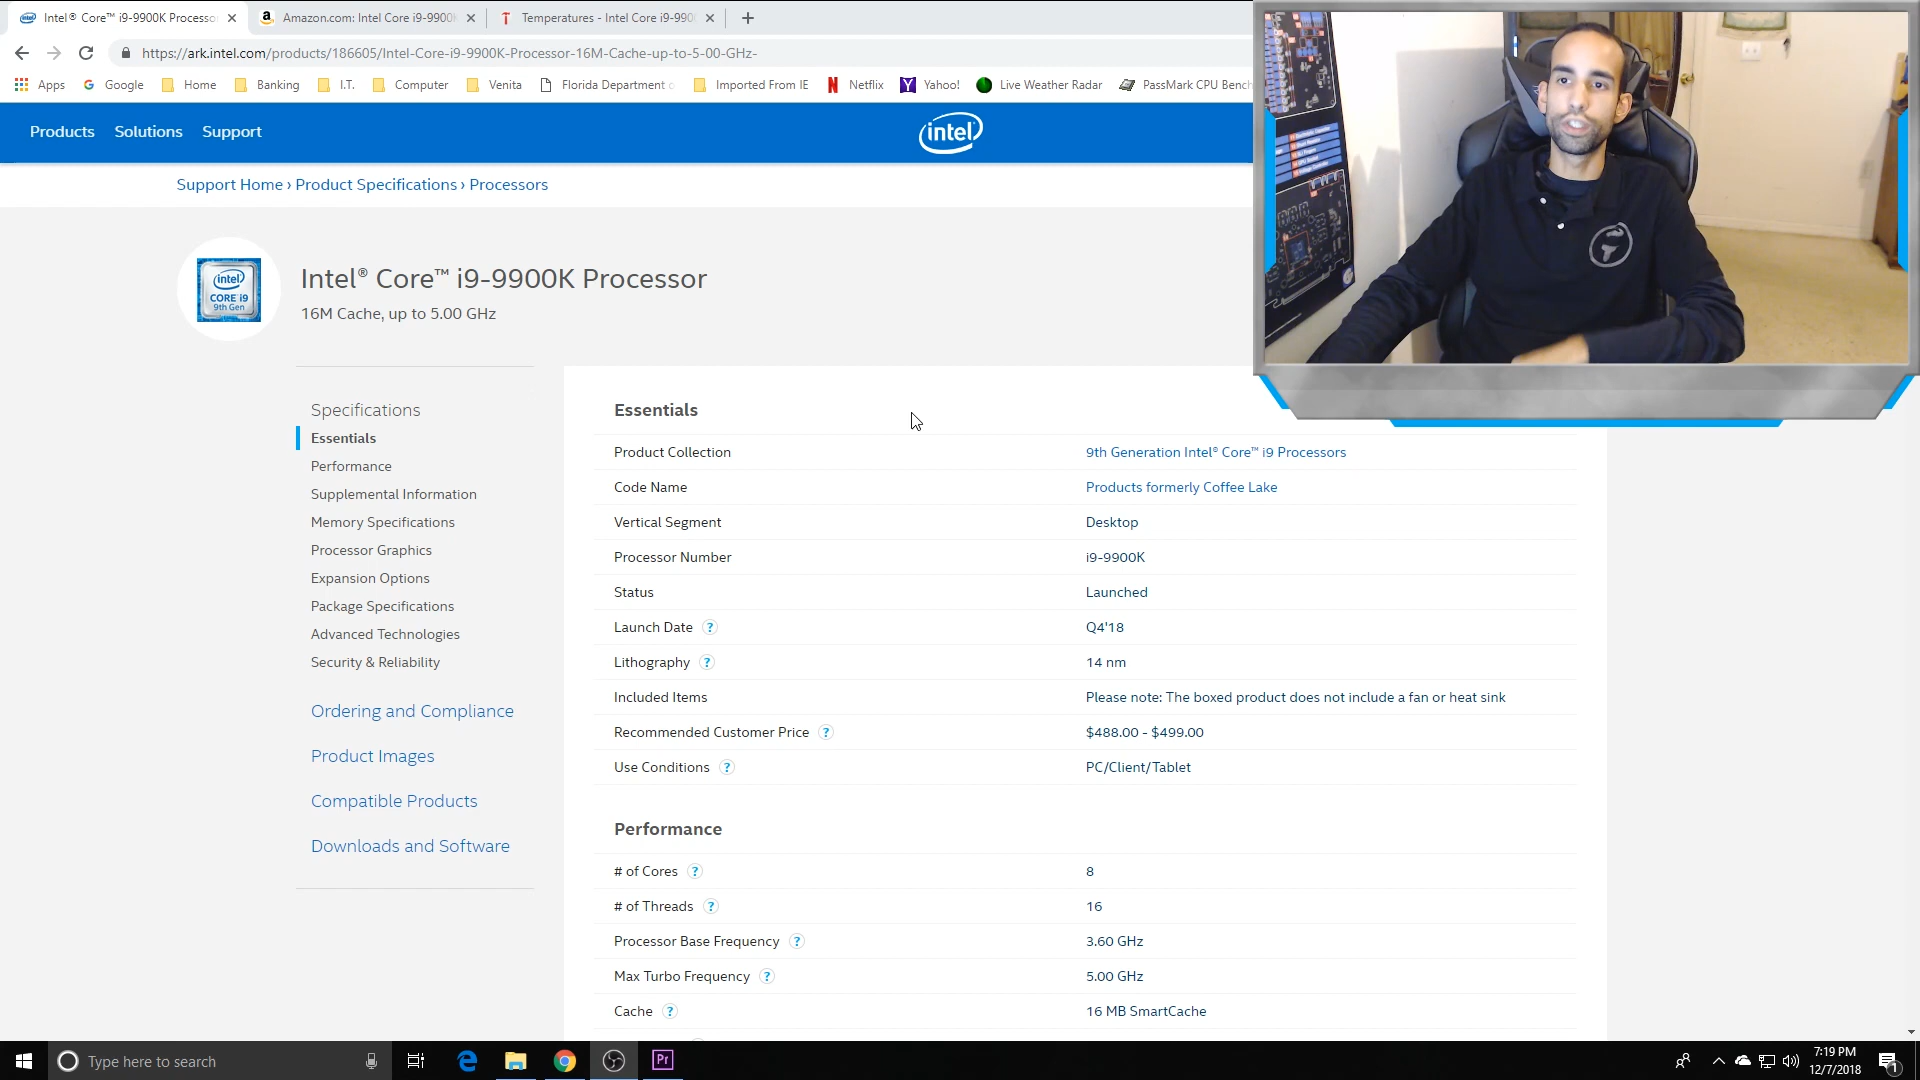 Intel® Core™ i9-9900K Processor
Amazon.com: Intel Core i9-9900K
Temperatures - Intel Core i9-990
https://ark.intel.com/products/186605/Intel-Core-i9-9900K-Processor-16M-Cache-up-to-5-00-GHz-
Apps Google Home Banking I.T. Computer Venita Florida Department o Imported From IE Netflix Yahoo! Live Weather Radar PassMark CPU Bench
Products Solutions Support
intel
Support Home › Product Specifications › Processors
intel
CORE i9
9th Gen
Intel® Core™ i9-9900K Processor
16M Cache, up to 5.00 GHz
Specifications
Essentials
Performance
Supplemental Information
Memory Specifications
Processor Graphics
Expansion Options
Package Specifications
Advanced Technologies
Security & Reliability
Ordering and Compliance
Product Images
Compatible Products
Downloads and Software
Essentials
Product Collection 9th Generation Intel® Core™ i9 Processors
Code Name Products formerly Coffee Lake
Vertical Segment Desktop
Processor Number i9-9900K
Status Launched
Launch Date ? Q4'18
Lithography ? 14 nm
Included Items Please note: The boxed product does not include a fan or heat sink
Recommended Customer Price ? $488.00 - $499.00
Use Conditions ? PC/Client/Tablet
Performance
# of Cores ? 8
# of Threads ? 16
Processor Base Frequency ? 3.60 GHz
Max Turbo Frequency ? 5.00 GHz
Cache ? 16 MB SmartCache
Type here to search
Pr
7:19 PM
12/7/2018
1